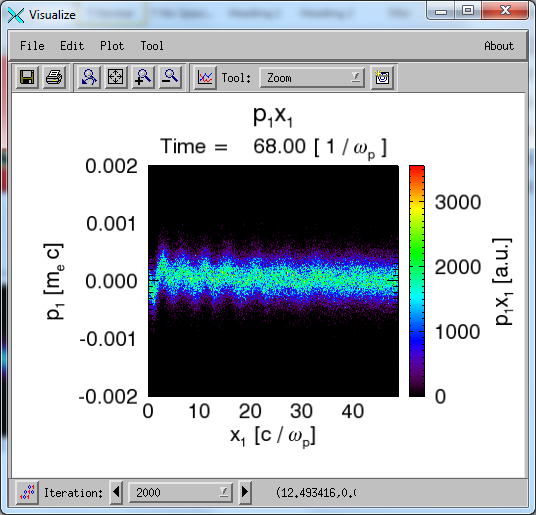 Visualize
File Edit Plot Tool About
Tool: Zoom
p₁x₁
Time = 68.00 [ 1 / ωₚ ]
0.002
0.001
0.000
-0.001
-0.002
p₁ [mₑ c]
0 10 20 30 40
x₁ [c / ωₚ]
3000
2000
1000
0
p₁x₁ [a.u.]
Iteration: 2000 (12.493416,0.0